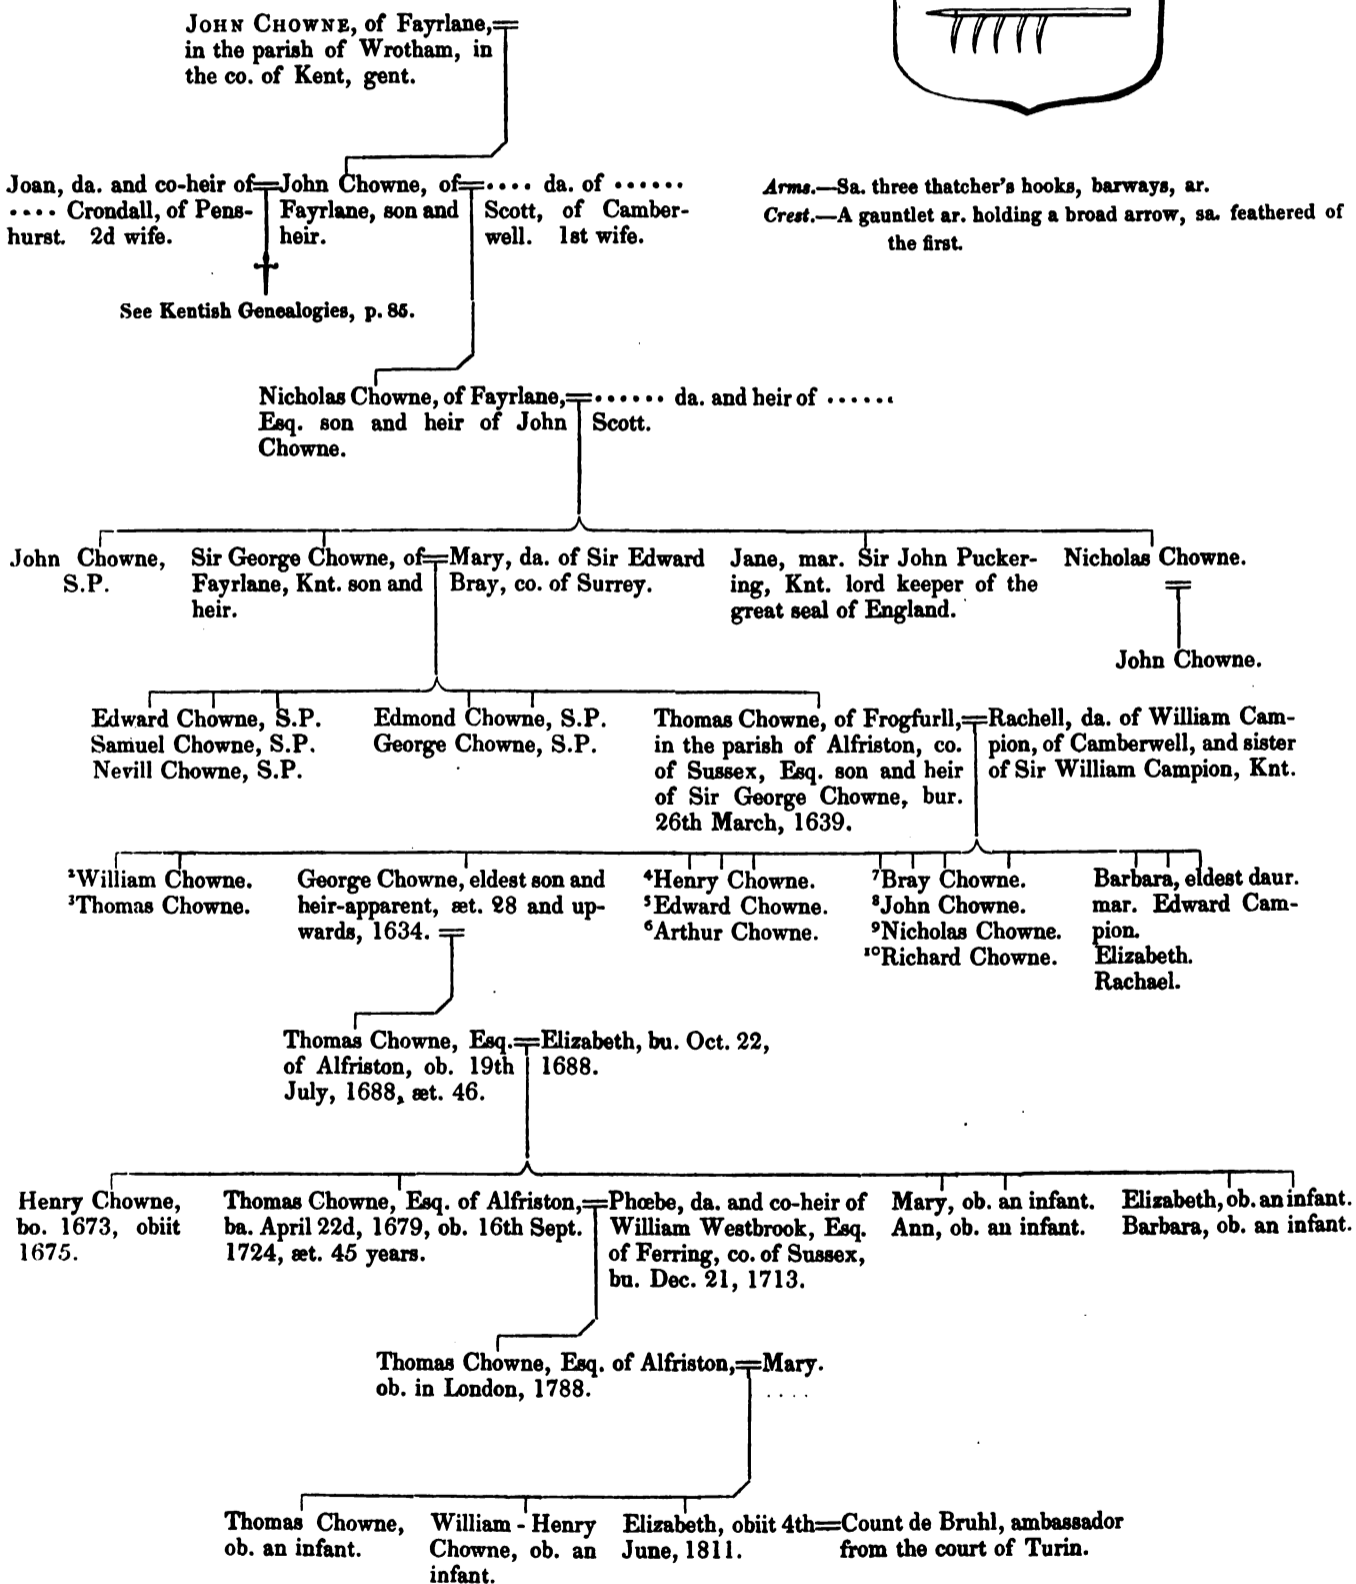 JOHN CHOWNE, of Fayrlane,
in the parish of Wrotham, in
the co. of Kent, gent.
Joan, da. and co-heir of
.... Crondall, of Pens-
hurst. 2d wife.
John Chowne, of
Fayrlane, son and
heir.
.... da. of ......
Scott, of Camber-
well. 1st wife.
Arms.—Sa. three thatcher's hooks, barways, ar.
Crest.—A gauntlet ar. holding a broad arrow, sa. feathered of
the first.
See Kentish Genealogies, p. 85.
Nicholas Chowne, of Fayrlane,
Esq. son and heir of John
Chowne.
...... da. and heir of ......
Scott.
John Chowne,
S.P.
Sir George Chowne, of
Fayrlane, Knt. son and
heir.
Mary, da. of Sir Edward
Bray, co. of Surrey.
Jane, mar. Sir John Pucker-
ing, Knt. lord keeper of the
great seal of England.
Nicholas Chowne.
John Chowne.
Edward Chowne, S.P.
Samuel Chowne, S.P.
Nevill Chowne, S.P.
Edmond Chowne, S.P.
George Chowne, S.P.
Thomas Chowne, of Frogfurll,
in the parish of Alfriston, co.
of Sussex, Esq. son and heir
of Sir George Chowne, bur.
26th March, 1639.
Rachell, da. of William Cam-
pion, of Camberwell, and sister
of Sir William Campion, Knt.
²William Chowne.
³Thomas Chowne.
George Chowne, eldest son and
heir-apparent, æt. 28 and up-
wards, 1634.
⁴Henry Chowne.
⁵Edward Chowne.
⁶Arthur Chowne.
⁷Bray Chowne.
⁸John Chowne.
⁹Nicholas Chowne.
¹⁰Richard Chowne.
Barbara, eldest daur.
mar. Edward Cam-
pion.
Elizabeth.
Rachael.
Thomas Chowne, Esq.
of Alfriston, ob. 19th
July, 1688, æt. 46.
Elizabeth, bu. Oct. 22,
1688.
Henry Chowne,
bo. 1673, obiit
1675.
Thomas Chowne, Esq. of Alfriston,
ba. April 22d, 1679, ob. 16th Sept.
1724, æt. 45 years.
Phœbe, da. and co-heir of
William Westbrook, Esq.
of Ferring, co. of Sussex,
bu. Dec. 21, 1713.
Mary, ob. an infant.
Ann, ob. an infant.
Elizabeth, ob. an infant.
Barbara, ob. an infant.
Thomas Chowne, Esq. of Alfriston,
ob. in London, 1788.
Mary.
....
Thomas Chowne,
ob. an infant.
William-Henry
Chowne, ob. an
infant.
Elizabeth, obiit 4th
June, 1811.
Count de Bruhl, ambassador
from the court of Turin.